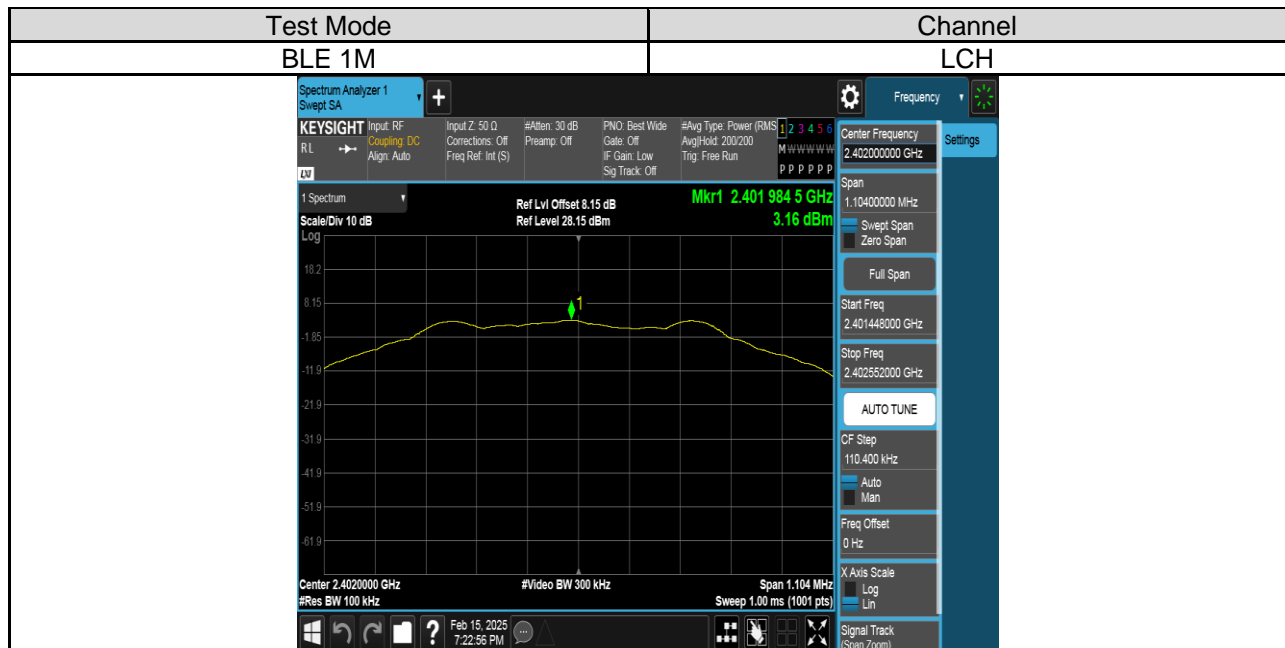 Test Mode Channel
BLE 1M LCH
Spectrum Analyzer 1
Swept SA
+
Frequency
KEYSIGHT
RL
LXI
Input: RF
Coupling: DC
Align: Auto
Input Z: 50 Ω
Corrections: Off
Freq Ref: Int (S)
#Atten: 30 dB
Preamp: Off
PNO: Best Wide
Gate: Off
IF Gain: Low
Sig Track: Off
#Avg Type: Power (RMS
Avg|Hold: 200/200
Trig: Free Run
1 2 3 4 5 6
M W W W W W
P P P P P P
1 Spectrum
Scale/Div 10 dB
Log
Ref Lvl Offset 8.15 dB
Ref Level 28.15 dBm
Mkr1 2.401 984 5 GHz
3.16 dBm
18.2
8.15
-1.85
-11.9
-21.9
-31.9
-41.9
-51.9
-61.9
1
Center 2.4020000 GHz
#Res BW 100 kHz
#Video BW 300 kHz
Span 1.104 MHz
Sweep 1.00 ms (1001 pts)
?
Feb 15, 2025
7:22:56 PM
Center Frequency
2.402000000 GHz
Span
1.10400000 MHz
Swept Span
Zero Span
Full Span
Start Freq
2.401448000 GHz
Stop Freq
2.402552000 GHz
AUTO TUNE
CF Step
110.400 kHz
Auto
Man
Freq Offset
0 Hz
X Axis Scale
Log
Lin
Signal Track
(Span Zoom)
Settings